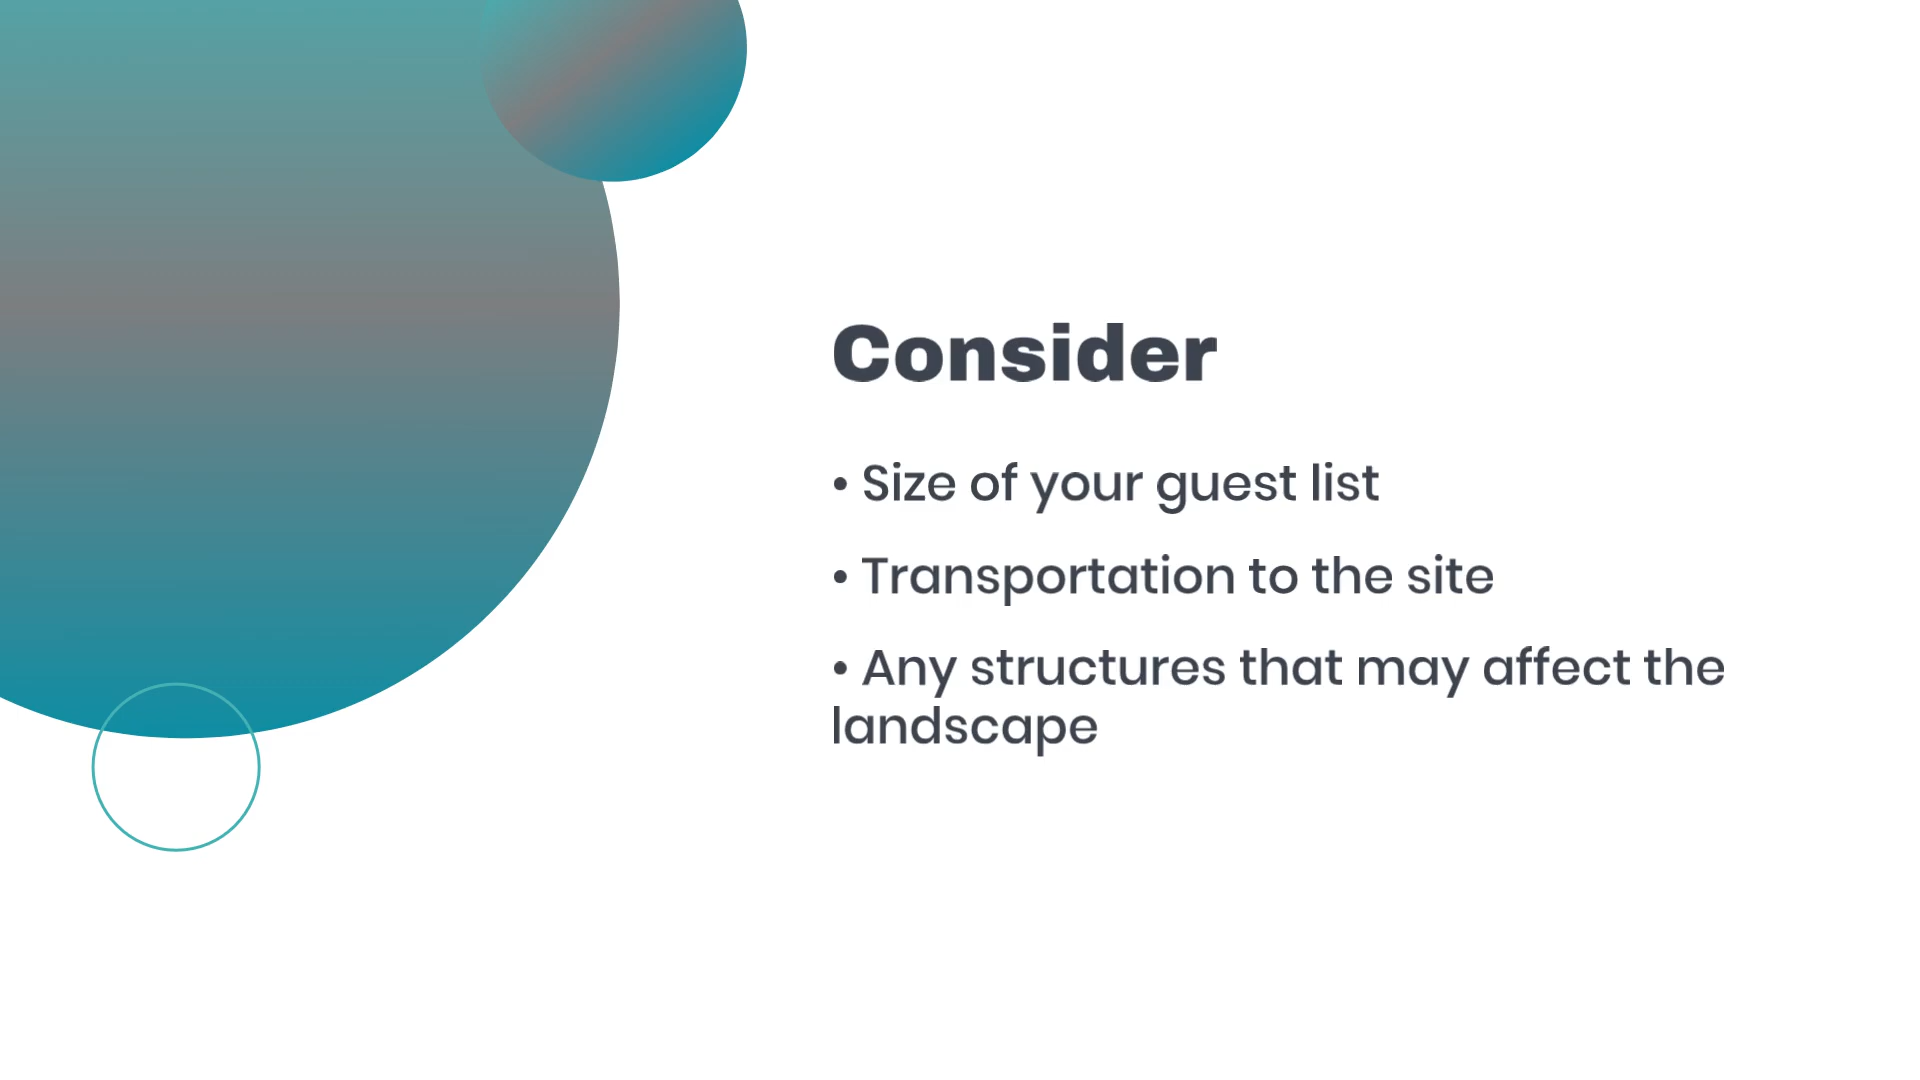 Consider
• Size of your guest list
• Transportation to the site
• Any structures that may affect the
landscape